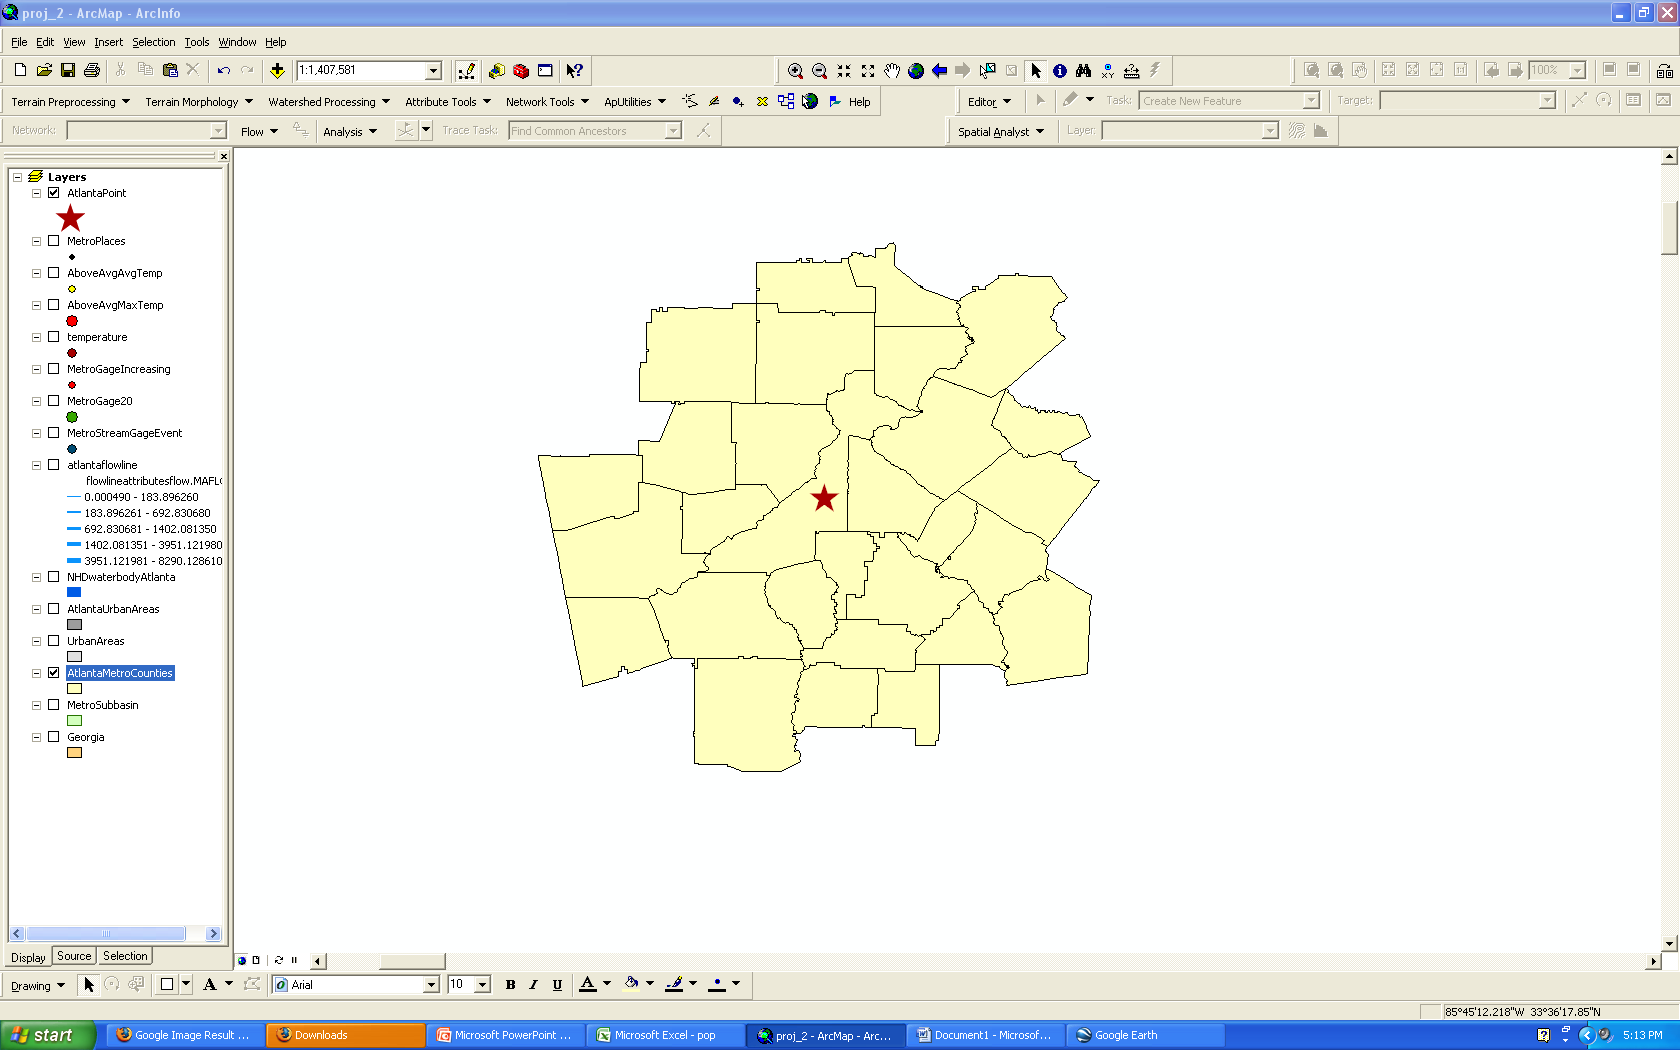 proj_2 - ArcMap - ArcInfo
File Edit View Insert Selection Tools Window Help
1:1,407,581 100%
Terrain Preprocessing Terrain Morphology Watershed Processing Attribute Tools Network Tools ApUtilities Help Editor Task: Create New Feature Target:
Network: Flow Analysis Trace Task: Find Common Ancestors Spatial Analyst Layer:
Layers
AtlantaPoint
MetroPlaces
AboveAvgAvgTemp
AboveAvgMaxTemp
temperature
MetroGageIncreasing
MetroGage20
MetroStreamGageEvent
atlantaflowline
flowlineattributesflow.MAFL
0.000490 - 183.896260
183.896261 - 692.830680
692.830681 - 1402.081350
1402.081351 - 3951.121980
3951.121981 - 8290.128610
NHDwaterbodyAtlanta
AtlantaUrbanAreas
UrbanAreas
AtlantaMetroCounties
MetroSubbasin
Georgia
Display Source Selection
Drawing A Arial 10 B I U A
85°45'12.218"W 33°36'17.85"N
start Google Image Result ... Downloads Microsoft PowerPoint ... Microsoft Excel - pop proj_2 - ArcMap - Arc... Document1 - Microsof... Google Earth 5:13 PM